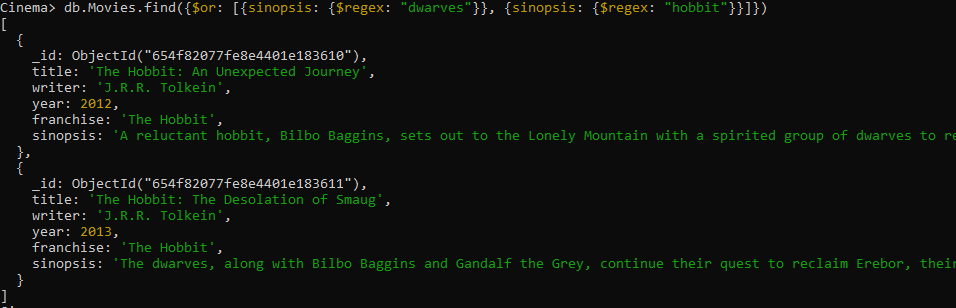 Cinema> db.Movies.find({$or: [{sinopsis: {$regex: "dwarves"}}, {sinopsis: {$regex: "hobbit"}}]})
[
  {
    _id: ObjectId("654f82077fe8e4401e183610"),
    title: 'The Hobbit: An Unexpected Journey',
    writer: 'J.R.R. Tolkein',
    year: 2012,
    franchise: 'The Hobbit',
    sinopsis: 'A reluctant hobbit, Bilbo Baggins, sets out to the Lonely Mountain with a spirited group of dwarves to re
  },
  {
    _id: ObjectId("654f82077fe8e4401e183611"),
    title: 'The Hobbit: The Desolation of Smaug',
    writer: 'J.R.R. Tolkein',
    year: 2013,
    franchise: 'The Hobbit',
    sinopsis: 'The dwarves, along with Bilbo Baggins and Gandalf the Grey, continue their quest to reclaim Erebor, their
  }
]